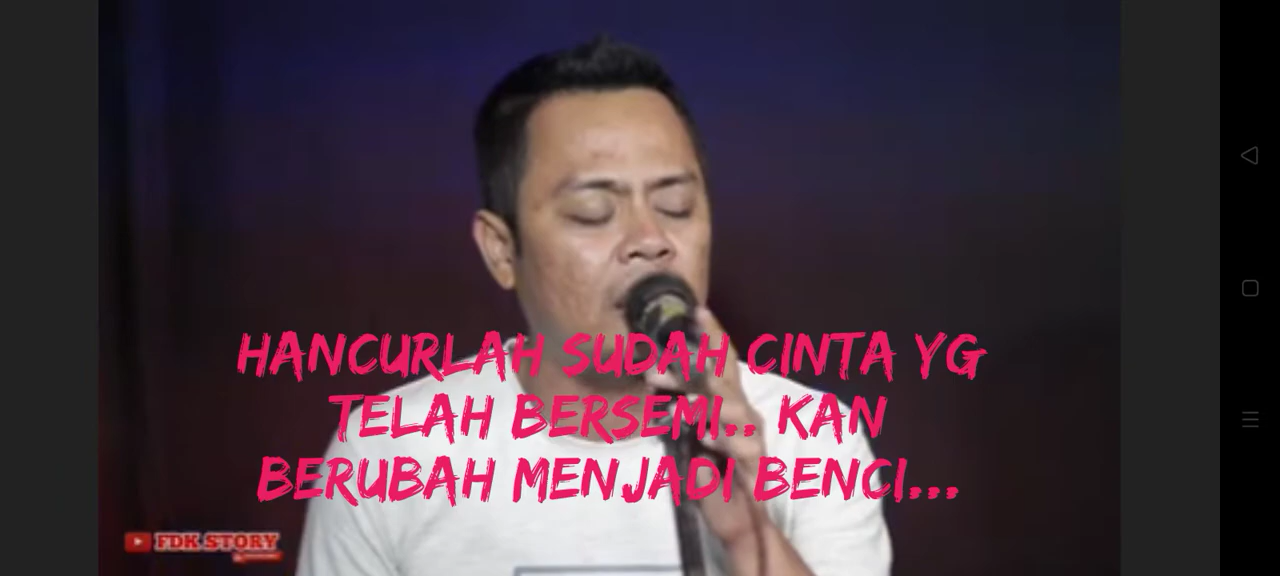 HANCURLAH SUDAH CINTA YG
TELAH BERSEMI.. KAN
BERUBAH MENJADI BENCI...
FDK STORY